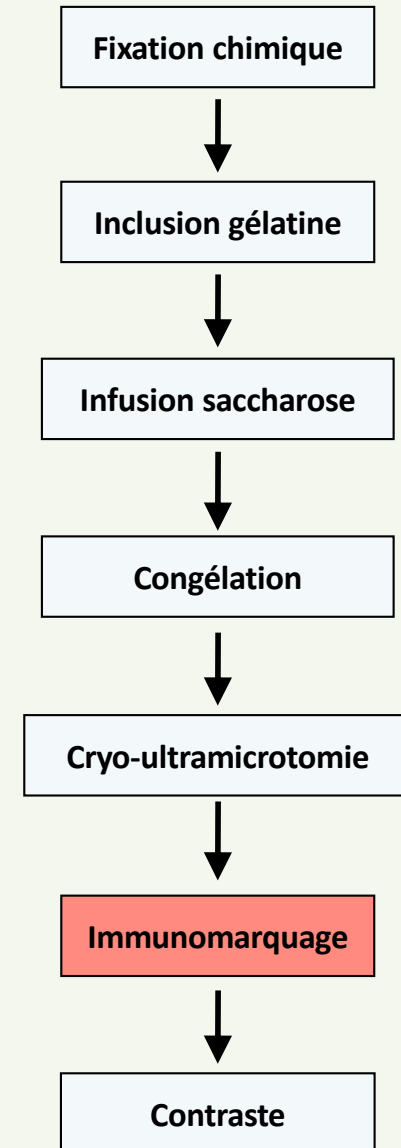 Fixation chimique
Inclusion gélatine
Infusion saccharose
Congélation
Cryo-ultramicrotomie
Immunomarquage
Contraste